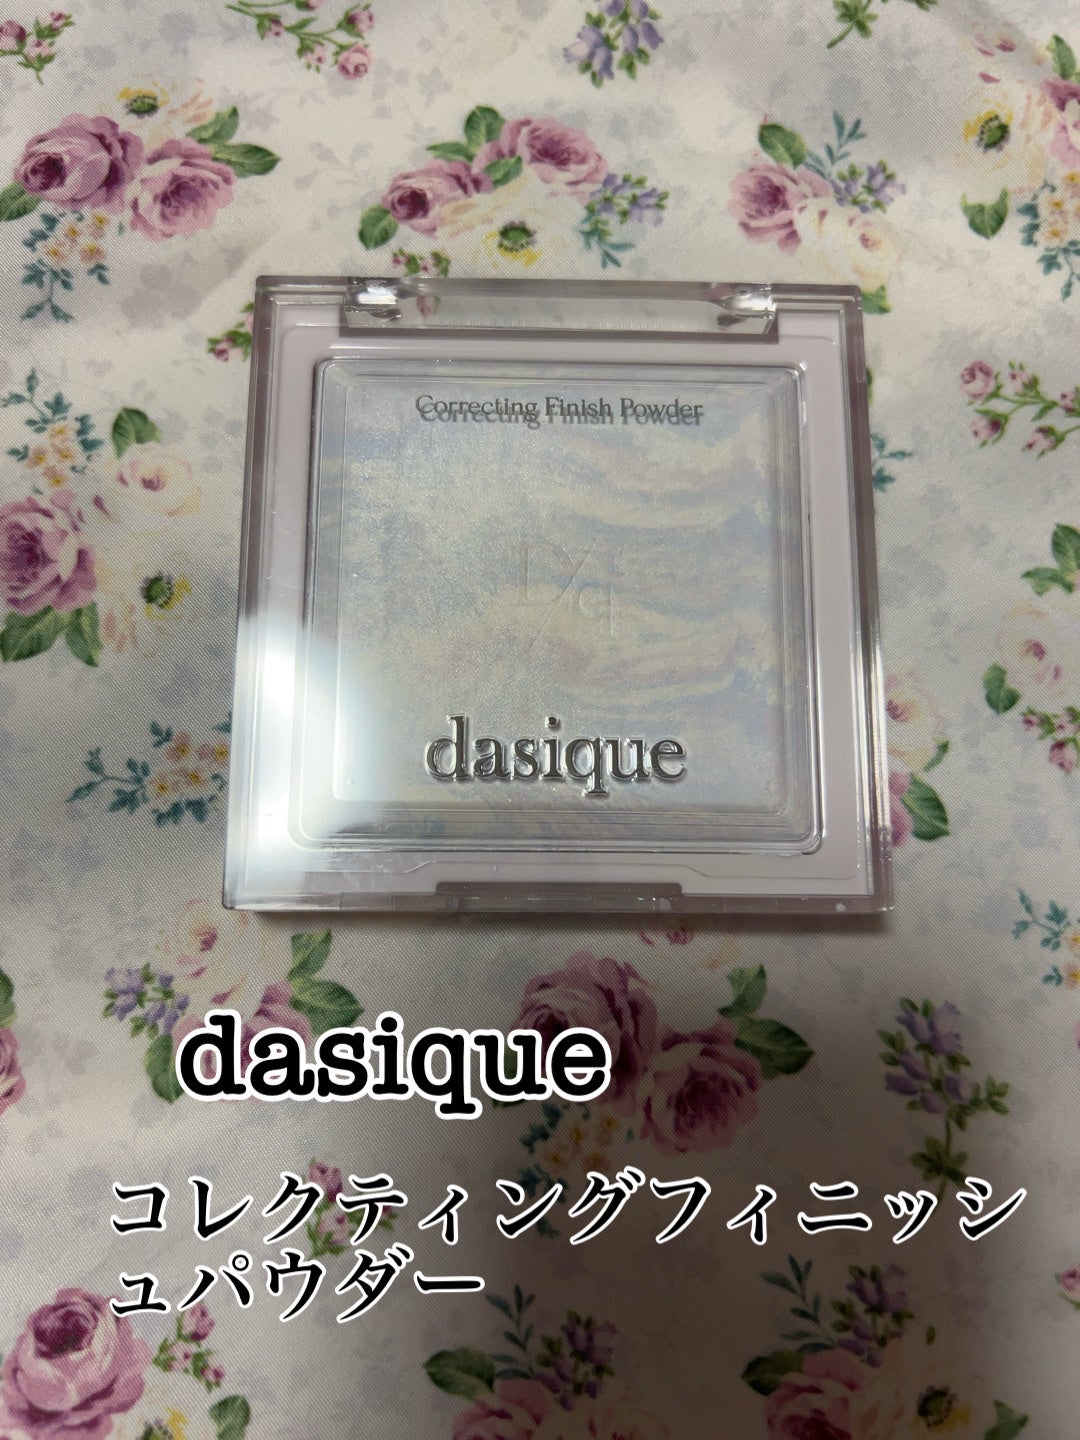 Correcting Finish Powder
Dq
dasique
dasique
コレクティングフィニッシ
ュパウダー